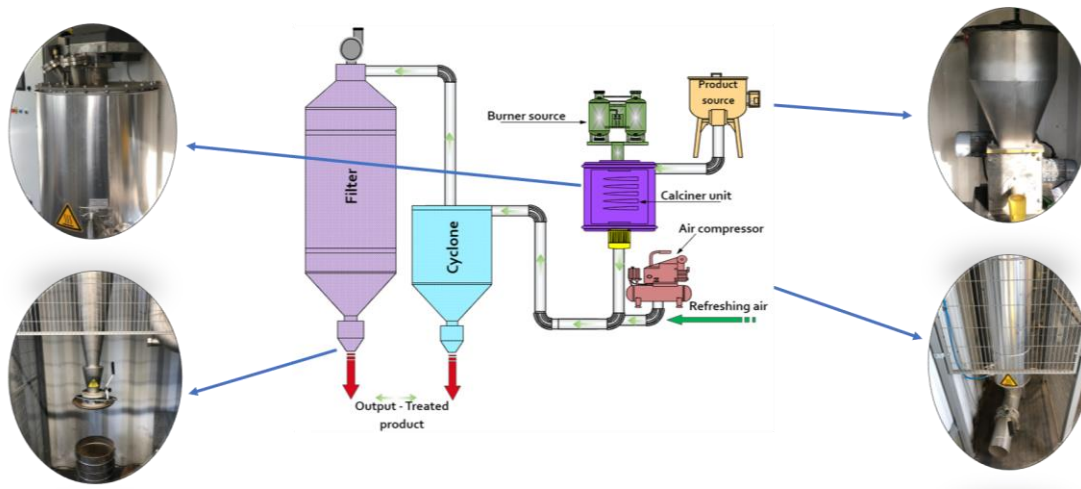 Product
source
Burner source
Filter
Calciner unit
Cyclone
Air compressor
Refreshing air
Output - Treated
product